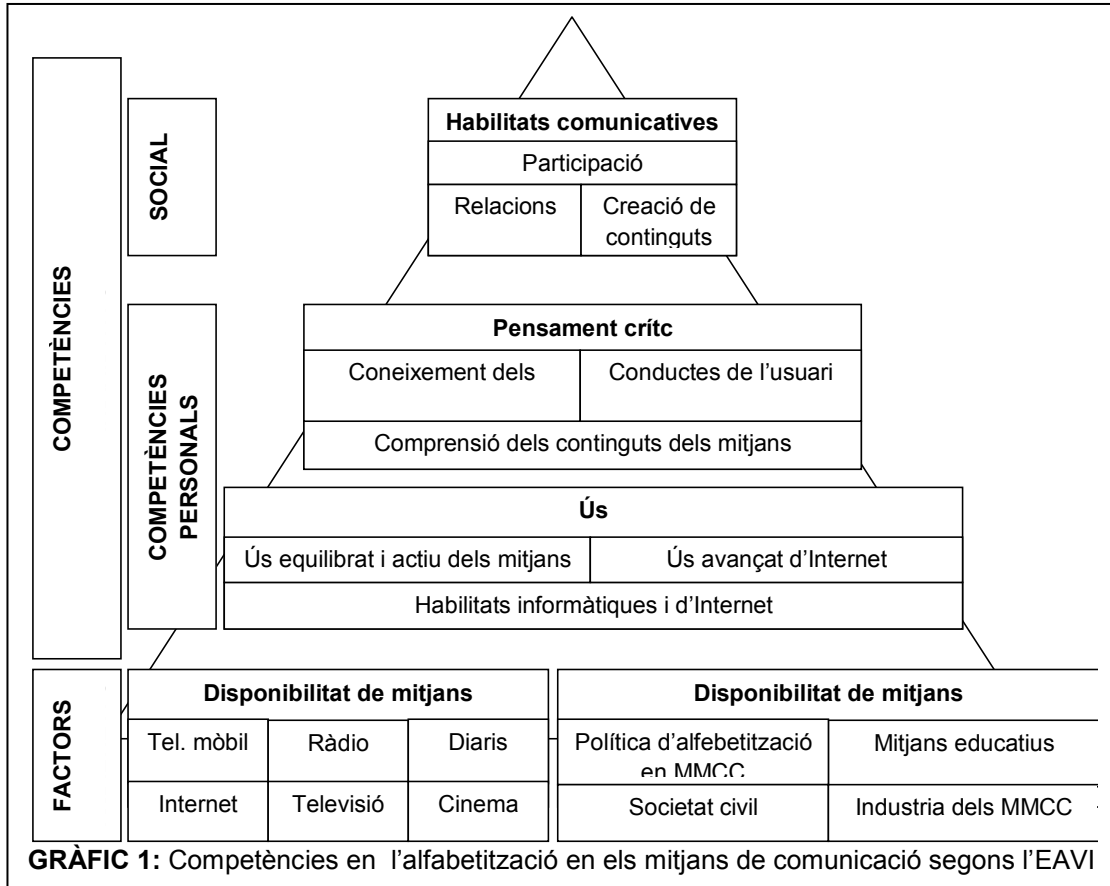 COMPETÈNCIES
SOCIAL
Habilitats comunicatives
Participació
Relacions
Creació de
continguts
COMPETÈNCIES
PERSONALS
Pensament crítc
Coneixement dels
Conductes de l’usuari
Comprensió dels continguts dels mitjans
Ús
Ús equilibrat i actiu dels mitjans
Ús avançat d’Internet
Habilitats informàtiques i d’Internet
FACTORS
Disponibilitat de mitjans
Tel. mòbil
Ràdio
Diaris
Internet
Televisió
Cinema
Disponibilitat de mitjans
Política d’alfebetització
en MMCC
Mitjans educatius
Societat civil
Industria dels MMCC
GRÀFIC 1: Competències en l’alfabetització en els mitjans de comunicació segons l’EAVI